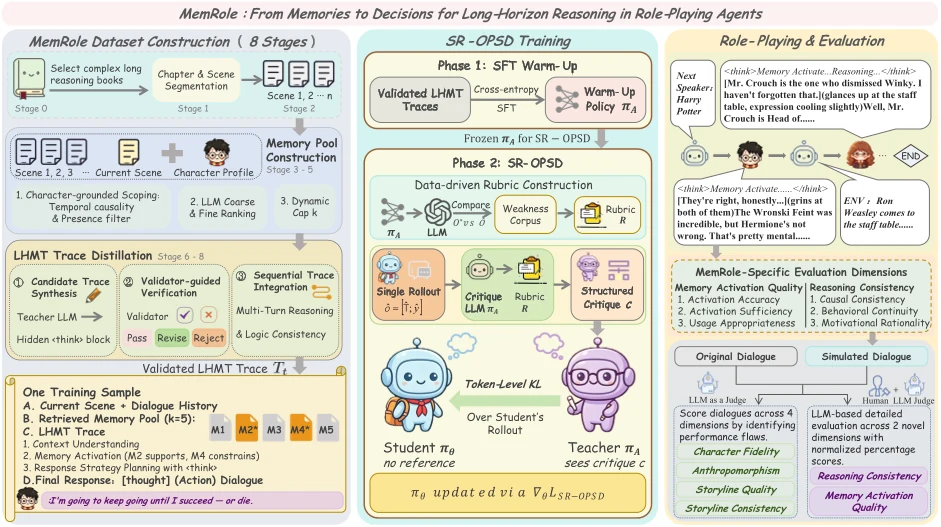 MemRole : From Memories to Decisions for Long-Horizon Reasoning in Role-Playing Agents
MemRole Dataset Construction ( 8 Stages )
Select complex long
reasoning books
Stage 0
Chapter & Scene
Segmentation
Stage 1
Scene 1, 2 ··· n
Stage 2
Scene 1, 2, 3 ··· Current Scene
Character Profile
Memory Pool
Construction
Stage 3 - 5
1. Character-grounded Scoping:
Temporal causality
& Presence filter
2. LLM Coarse
& Fine Ranking
3. Dynamic
Cap k
LHMT Trace Distillation Stage 6 - 8
① Candidate Trace
Synthesis
Teacher LLM
Hidden <think> block
② Validator-guided
Verification
Validator
Pass Revise Reject
③ Sequential Trace
Integration
Multi-Turn Reasoning
& Logic Consistency
Validated LHMT Trace T_t
One Training Sample
A. Current Scene + Dialogue History
B. Retrieved Memory Pool (k=5):
C. LHMT Trace
M1 M2* M3 M4* M5
1. Context Understanding
2. Memory Activation (M2 supports, M4 constrains)
3. Response Strategy Planning with <think>
D.Final Response: [thought] (Action) Dialogue
:I'm going to keep going until I succeed — or die.
SR -OPSD Training
Phase 1: SFT Warm-Up
Validated LHMT
Traces
Cross-entropy
SFT
Warm-Up
Policy π_A
Frozen π_A for SR – OPSD
Phase 2: SR-OPSD
Data-driven Rubric Construction
π_A
LLM
Compare
O* vs Ô
Weakness
Corpus
Rubric
R
Single Rollout
ô = [T̂; ŷ]
Critique
LLM π_A
Rubric
R
Structured
Critique c
Token-Level KL
Over Student's
Rollout
Student π_θ
no reference
Teacher π_A
sees critique c
π_θ updated via ∇_θ L_SR−OPSD
Role-Playing & Evaluation
Next
Speaker:
Harry
Potter
<think>Memory Activate...Reasoning...</think>
[Mr. Crouch is the one who dismissed Winky. I
haven't forgotten that.](glances up at the staff
table, expression cooling slightly)Well, Mr.
Crouch is Head of......
END
<think>Memory Activate......</think>
[They're right, honestly...](grins at
both of them)The Wronski Feint was
incredible, but Hermione's not
wrong. That's pretty mental......
ENV : Ron
Weasley comes to
the staff table......
MemRole-Specific Evaluation Dimensions
Memory Activation Quality
1. Activation Accuracy
2. Activation Sufficiency
3. Usage Appropriateness
Reasoning Consistency
1. Causal Consistency
2. Behavioral Continuity
3. Motivational Rationality
Original Dialogue
Simulated Dialogue
LLM as a Judge
Human
LLM Judge
Score dialogues across 4
dimensions by identifying
performance flaws.
Character Fidelity
Anthropomorphism
Storyline Quality
Storyline Consistency
LLM-based detailed
evaluation across 2 novel
dimensions with
normalized percentage
scores.
Reasoning Consistency
Memory Activation
Quality